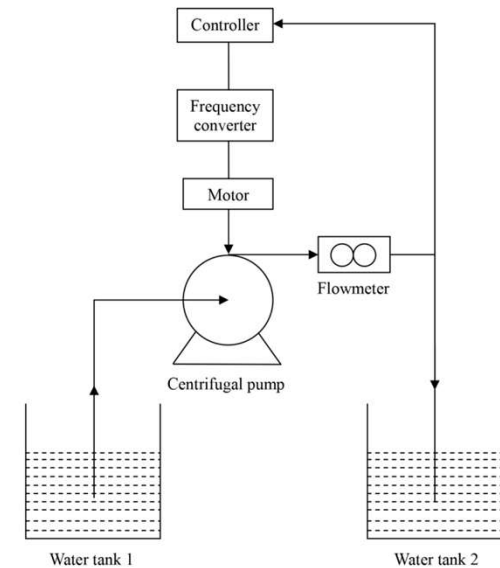 Controller
Frequency
converter
Motor
Flowmeter
Centrifugal pump
Water tank 1
Water tank 2